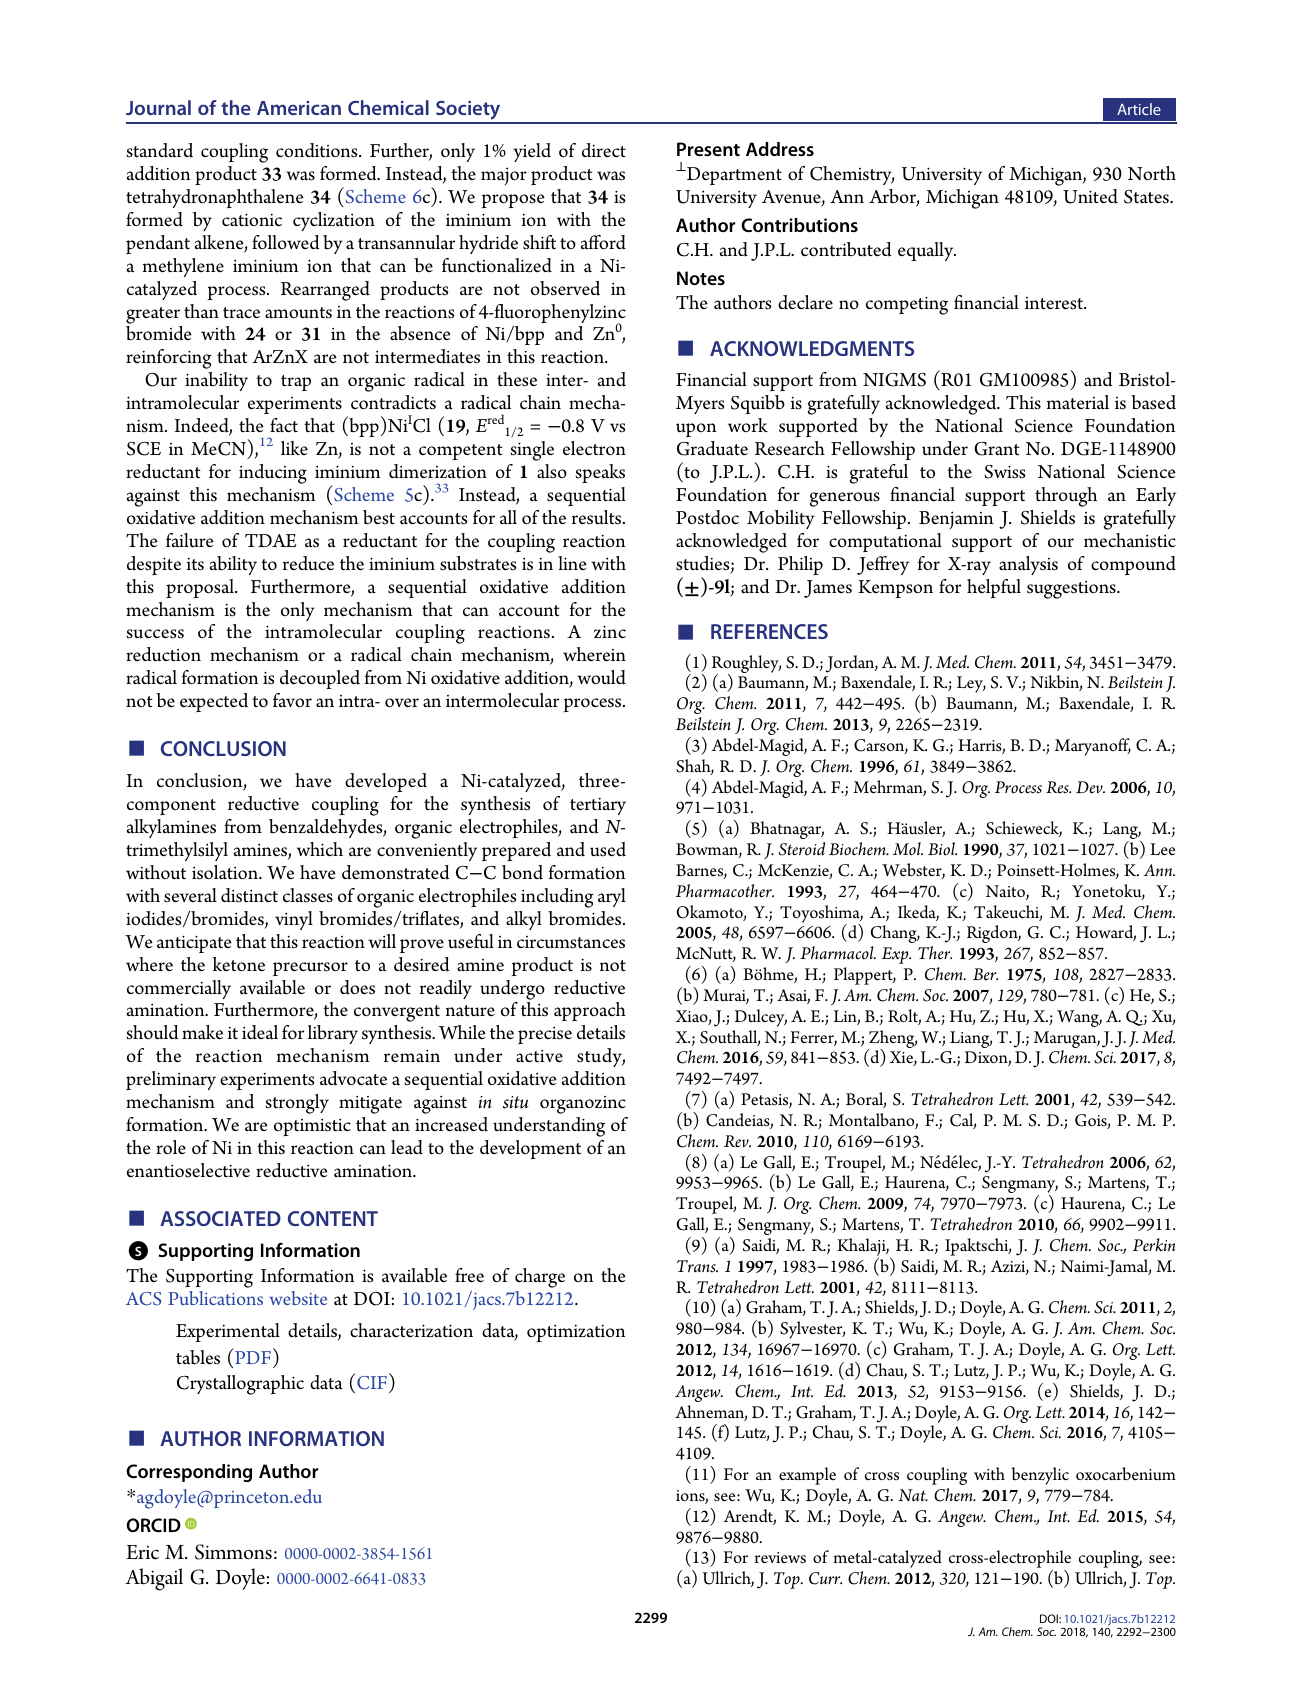 Journal of the American Chemical Society
Article
standard coupling conditions. Further, only 1% yield of direct
addition product 33 was formed. Instead, the major product was
tetrahydronaphthalene 34 (Scheme 6c). We propose that 34 is
formed by cationic cyclization of the iminium ion with the
pendant alkene, followed by a transannular hydride shift to afford
a methylene iminium ion that can be functionalized in a Ni-
catalyzed process. Rearranged products are not observed in
greater than trace amounts in the reactions of 4-fluorophenylzinc
bromide with 24 or 31 in the absence of Ni/bpp and Zn⁰,
reinforcing that ArZnX are not intermediates in this reaction.
Our inability to trap an organic radical in these inter- and
intramolecular experiments contradicts a radical chain mecha-
nism. Indeed, the fact that (bpp)NiᴵCl (19, Eʳᵉᵈ₁/₂ = −0.8 V vs
SCE in MeCN),¹² like Zn, is not a competent single electron
reductant for inducing iminium dimerization of 1 also speaks
against this mechanism (Scheme 5c).³³ Instead, a sequential
oxidative addition mechanism best accounts for all of the results.
The failure of TDAE as a reductant for the coupling reaction
despite its ability to reduce the iminium substrates is in line with
this proposal. Furthermore, a sequential oxidative addition
mechanism is the only mechanism that can account for the
success of the intramolecular coupling reactions. A zinc
reduction mechanism or a radical chain mechanism, wherein
radical formation is decoupled from Ni oxidative addition, would
not be expected to favor an intra- over an intermolecular process.
■ CONCLUSION
In conclusion, we have developed a Ni-catalyzed, three-
component reductive coupling for the synthesis of tertiary
alkylamines from benzaldehydes, organic electrophiles, and N-
trimethylsilyl amines, which are conveniently prepared and used
without isolation. We have demonstrated C−C bond formation
with several distinct classes of organic electrophiles including aryl
iodides/bromides, vinyl bromides/triflates, and alkyl bromides.
We anticipate that this reaction will prove useful in circumstances
where the ketone precursor to a desired amine product is not
commercially available or does not readily undergo reductive
amination. Furthermore, the convergent nature of this approach
should make it ideal for library synthesis. While the precise details
of the reaction mechanism remain under active study,
preliminary experiments advocate a sequential oxidative addition
mechanism and strongly mitigate against in situ organozinc
formation. We are optimistic that an increased understanding of
the role of Ni in this reaction can lead to the development of an
enantioselective reductive amination.
■ ASSOCIATED CONTENT
S Supporting Information
The Supporting Information is available free of charge on the
ACS Publications website at DOI: 10.1021/jacs.7b12212.
Experimental details, characterization data, optimization
tables (PDF)
Crystallographic data (CIF)
■ AUTHOR INFORMATION
Corresponding Author
*agdoyle@princeton.edu
ORCID iD
Eric M. Simmons: 0000-0002-3854-1561
Abigail G. Doyle: 0000-0002-6641-0833
Present Address
⊥Department of Chemistry, University of Michigan, 930 North
University Avenue, Ann Arbor, Michigan 48109, United States.
Author Contributions
C.H. and J.P.L. contributed equally.
Notes
The authors declare no competing financial interest.
■ ACKNOWLEDGMENTS
Financial support from NIGMS (R01 GM100985) and Bristol-
Myers Squibb is gratefully acknowledged. This material is based
upon work supported by the National Science Foundation
Graduate Research Fellowship under Grant No. DGE-1148900
(to J.P.L.). C.H. is grateful to the Swiss National Science
Foundation for generous financial support through an Early
Postdoc Mobility Fellowship. Benjamin J. Shields is gratefully
acknowledged for computational support of our mechanistic
studies; Dr. Philip D. Jeffrey for X-ray analysis of compound
(±)-9l; and Dr. James Kempson for helpful suggestions.
■ REFERENCES
(1) Roughley, S. D.; Jordan, A. M. J. Med. Chem. 2011, 54, 3451−3479.
(2) (a) Baumann, M.; Baxendale, I. R.; Ley, S. V.; Nikbin, N. Beilstein J.
Org. Chem. 2011, 7, 442−495. (b) Baumann, M.; Baxendale, I. R.
Beilstein J. Org. Chem. 2013, 9, 2265−2319.
(3) Abdel-Magid, A. F.; Carson, K. G.; Harris, B. D.; Maryanoff, C. A.;
Shah, R. D. J. Org. Chem. 1996, 61, 3849−3862.
(4) Abdel-Magid, A. F.; Mehrman, S. J. Org. Process Res. Dev. 2006, 10,
971−1031.
(5) (a) Bhatnagar, A. S.; Häusler, A.; Schieweck, K.; Lang, M.;
Bowman, R. J. Steroid Biochem. Mol. Biol. 1990, 37, 1021−1027. (b) Lee
Barnes, C.; McKenzie, C. A.; Webster, K. D.; Poinsett-Holmes, K. Ann.
Pharmacother. 1993, 27, 464−470. (c) Naito, R.; Yonetoku, Y.;
Okamoto, Y.; Toyoshima, A.; Ikeda, K.; Takeuchi, M. J. Med. Chem.
2005, 48, 6597−6606. (d) Chang, K.-J.; Rigdon, G. C.; Howard, J. L.;
McNutt, R. W. J. Pharmacol. Exp. Ther. 1993, 267, 852−857.
(6) (a) Böhme, H.; Plappert, P. Chem. Ber. 1975, 108, 2827−2833.
(b) Murai, T.; Asai, F. J. Am. Chem. Soc. 2007, 129, 780−781. (c) He, S.;
Xiao, J.; Dulcey, A. E.; Lin, B.; Rolt, A.; Hu, Z.; Hu, X.; Wang, A. Q.; Xu,
X.; Southall, N.; Ferrer, M.; Zheng, W.; Liang, T. J.; Marugan, J. J. J. Med.
Chem. 2016, 59, 841−853. (d) Xie, L.-G.; Dixon, D. J. Chem. Sci. 2017, 8,
7492−7497.
(7) (a) Petasis, N. A.; Boral, S. Tetrahedron Lett. 2001, 42, 539−542.
(b) Candeias, N. R.; Montalbano, F.; Cal, P. M. S. D.; Gois, P. M. P.
Chem. Rev. 2010, 110, 6169−6193.
(8) (a) Le Gall, E.; Troupel, M.; Nédélec, J.-Y. Tetrahedron 2006, 62,
9953−9965. (b) Le Gall, E.; Haurena, C.; Sengmany, S.; Martens, T.;
Troupel, M. J. Org. Chem. 2009, 74, 7970−7973. (c) Haurena, C.; Le
Gall, E.; Sengmany, S.; Martens, T. Tetrahedron 2010, 66, 9902−9911.
(9) (a) Saidi, M. R.; Khalaji, H. R.; Ipaktschi, J. J. Chem. Soc., Perkin
Trans. 1 1997, 1983−1986. (b) Saidi, M. R.; Azizi, N.; Naimi-Jamal, M.
R. Tetrahedron Lett. 2001, 42, 8111−8113.
(10) (a) Graham, T. J. A.; Shields, J. D.; Doyle, A. G. Chem. Sci. 2011, 2,
980−984. (b) Sylvester, K. T.; Wu, K.; Doyle, A. G. J. Am. Chem. Soc.
2012, 134, 16967−16970. (c) Graham, T. J. A.; Doyle, A. G. Org. Lett.
2012, 14, 1616−1619. (d) Chau, S. T.; Lutz, J. P.; Wu, K.; Doyle, A. G.
Angew. Chem., Int. Ed. 2013, 52, 9153−9156. (e) Shields, J. D.;
Ahneman, D. T.; Graham, T. J. A.; Doyle, A. G. Org. Lett. 2014, 16, 142−
145. (f) Lutz, J. P.; Chau, S. T.; Doyle, A. G. Chem. Sci. 2016, 7, 4105−
4109.
(11) For an example of cross coupling with benzylic oxocarbenium
ions, see: Wu, K.; Doyle, A. G. Nat. Chem. 2017, 9, 779−784.
(12) Arendt, K. M.; Doyle, A. G. Angew. Chem., Int. Ed. 2015, 54,
9876−9880.
(13) For reviews of metal-catalyzed cross-electrophile coupling, see:
(a) Ullrich, J. Top. Curr. Chem. 2012, 320, 121−190. (b) Ullrich, J. Top.
2299
DOI: 10.1021/jacs.7b12212
J. Am. Chem. Soc. 2018, 140, 2292−2300